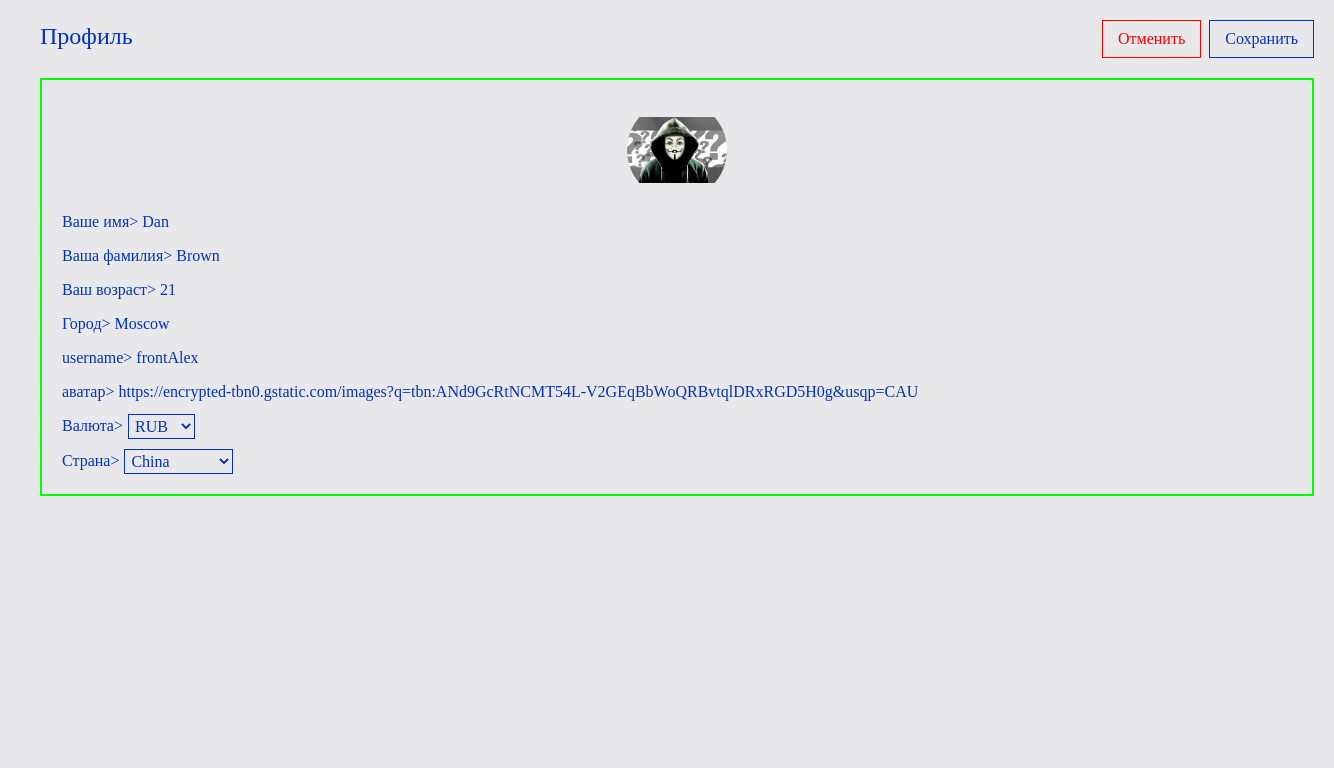 Профиль
Отменить
Сохранить
Ваше имя> Dan
Ваша фамилия> Brown
Ваш возраст> 21
Город> Moscow
username> frontAlex
аватар> https://encrypted-tbn0.gstatic.com/images?q=tbn:ANd9GcRtNCMT54L-V2GEqBbWoQRBvtqlDRxRGD5H0g&usqp=CAU
Валюта> RUB
Страна> China